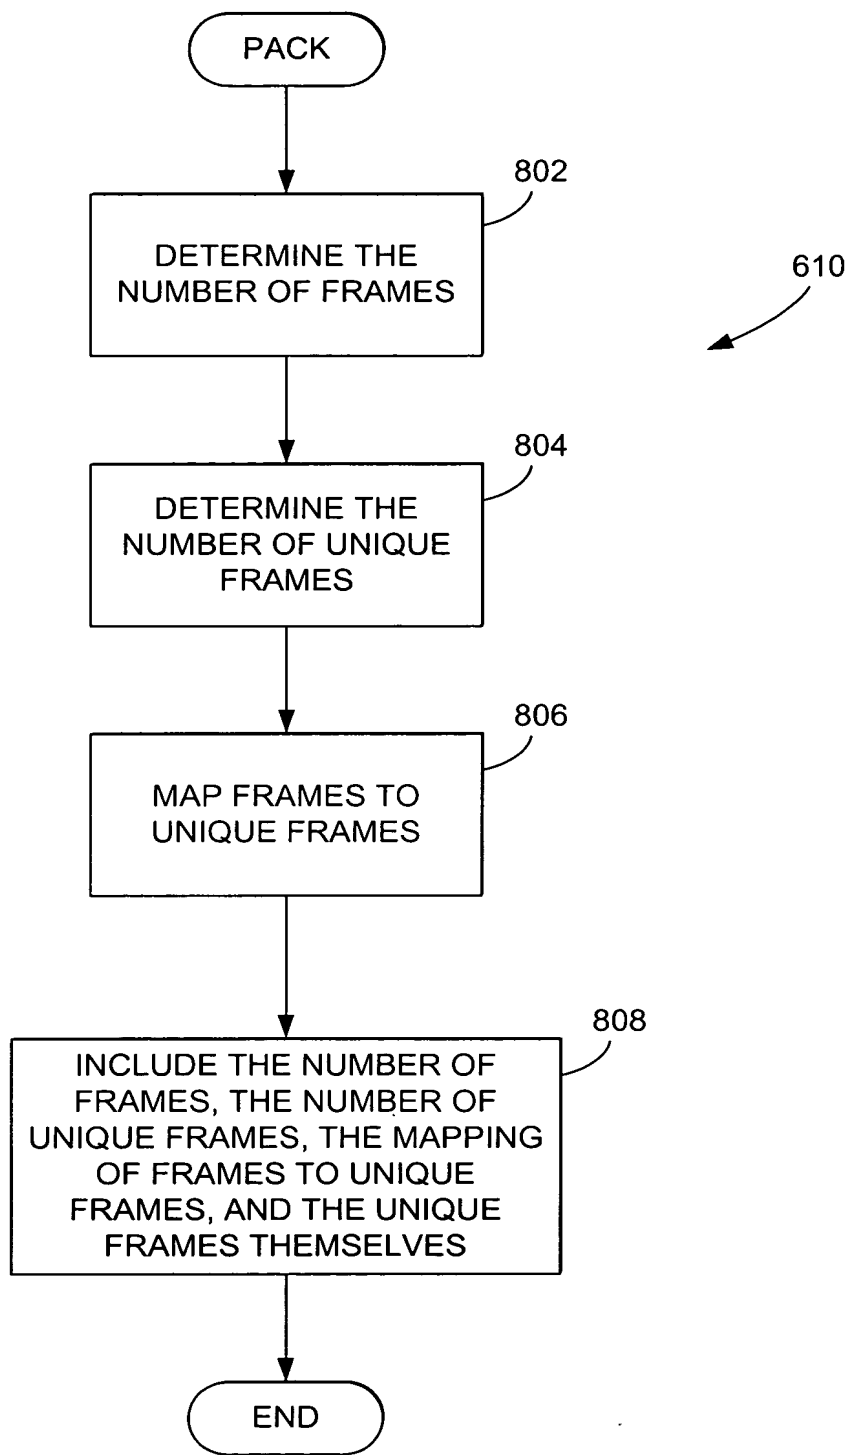 PACK
802
DETERMINE THE
NUMBER OF FRAMES
610
804
DETERMINE THE
NUMBER OF UNIQUE
FRAMES
806
MAP FRAMES TO
UNIQUE FRAMES
808
INCLUDE THE NUMBER OF
FRAMES, THE NUMBER OF
UNIQUE FRAMES, THE MAPPING
OF FRAMES TO UNIQUE
FRAMES, AND THE UNIQUE
FRAMES THEMSELVES
END